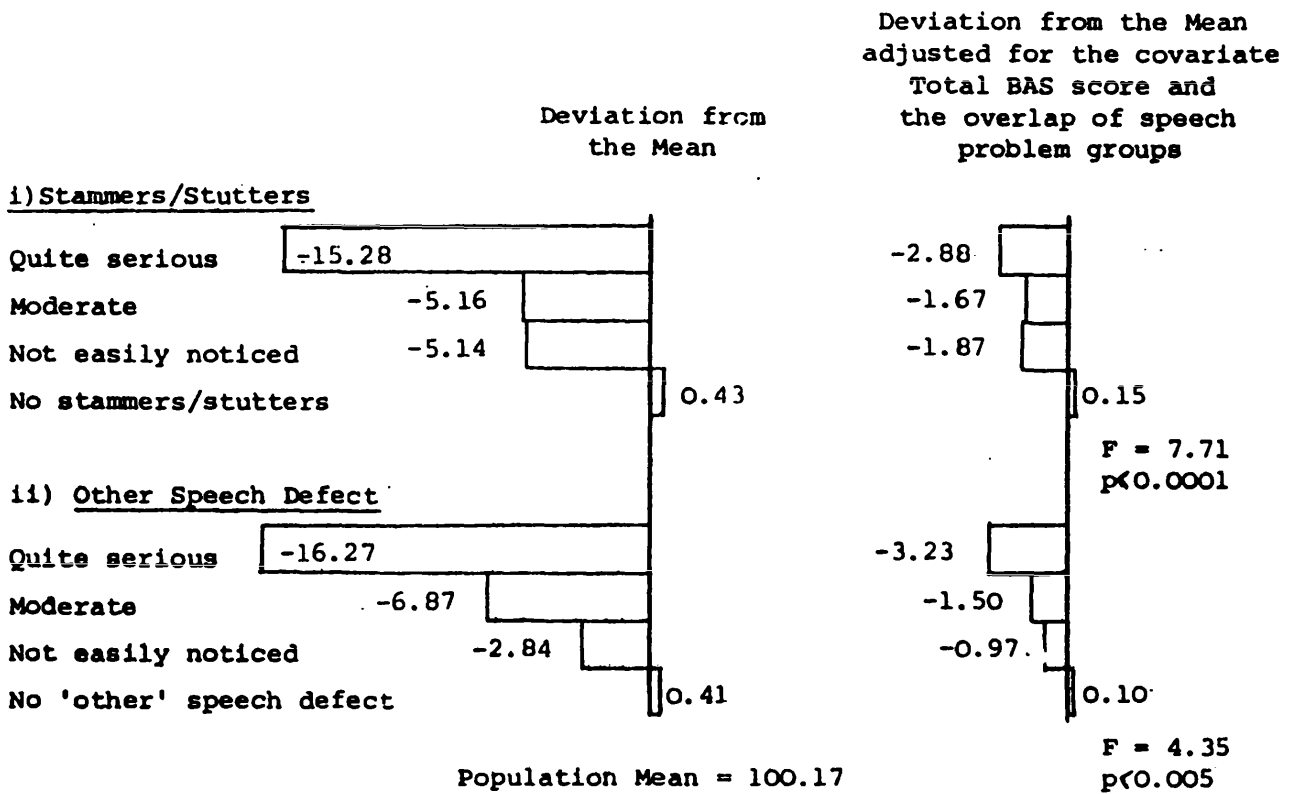 Deviation from the Mean
adjusted for the covariate
Total BAS score and
the overlap of speech
problem groups
Deviation from
the Mean
i)Stammers/Stutters
Quite serious -15.28 -2.88
Moderate -5.16 -1.67
Not easily noticed -5.14 -1.87
No stammers/stutters 0.43 0.15
F = 7.71
p<0.0001
ii) Other Speech Defect
Quite serious -16.27 -3.23
Moderate -6.87 -1.50
Not easily noticed -2.84 -0.97
No 'other' speech defect 0.41 0.10
F = 4.35
Population Mean = 100.17 p<0.005